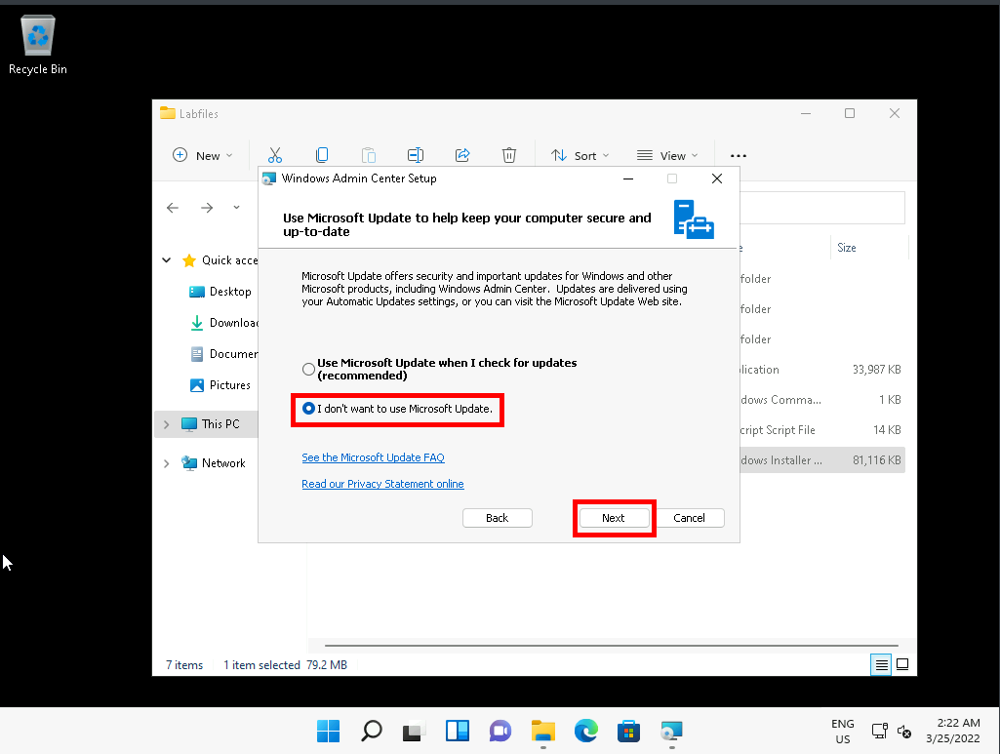 Recycle Bin
Labfiles
New
Sort
View
Windows Admin Center Setup
Use Microsoft Update to help keep your computer secure and
up-to-date
Size
Quick acce
folder
Desktop
folder
Downloa
folder
Documen
lication 33,987 KB
Pictures
dows Comma... 1 KB
This PC
cript Script File 14 KB
Network
dows Installer ... 81,116 KB
Microsoft Update offers security and important updates for Windows and other
Microsoft products, including Windows Admin Center. Updates are delivered using
your Automatic Updates settings, or you can visit the Microsoft Update Web site.
Use Microsoft Update when I check for updates
(recommended)
I don't want to use Microsoft Update.
See the Microsoft Update FAQ
Read our Privacy Statement online
Back Next Cancel
7 items 1 item selected 79.2 MB
ENG
US
2:22 AM
3/25/2022